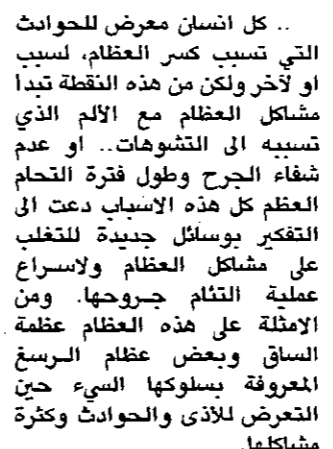 .. كل انسان معرض للحوادث
التي تسبب كسر العظام، لسبب
او لآخر ولكن من هذه النقطة تبدأ
مشاكل العظام مع الألم الذي
تسببه الى التشوهات.. او عدم
شفاء الجرح وطول فترة التحام
العظم كل هذه الاسباب دعت الى
التفكير بوسائل جديدة للتغلب
على مشاكل العظام ولاسراع
عملية التئام جروحها. ومن
الامثلة على هذه العظام عظمة
الساق وبعض عظام الرسغ
المعروفة بسلوكها السيء حين
التعرض للأذى والحوادث وكثرة
مشاكلها.